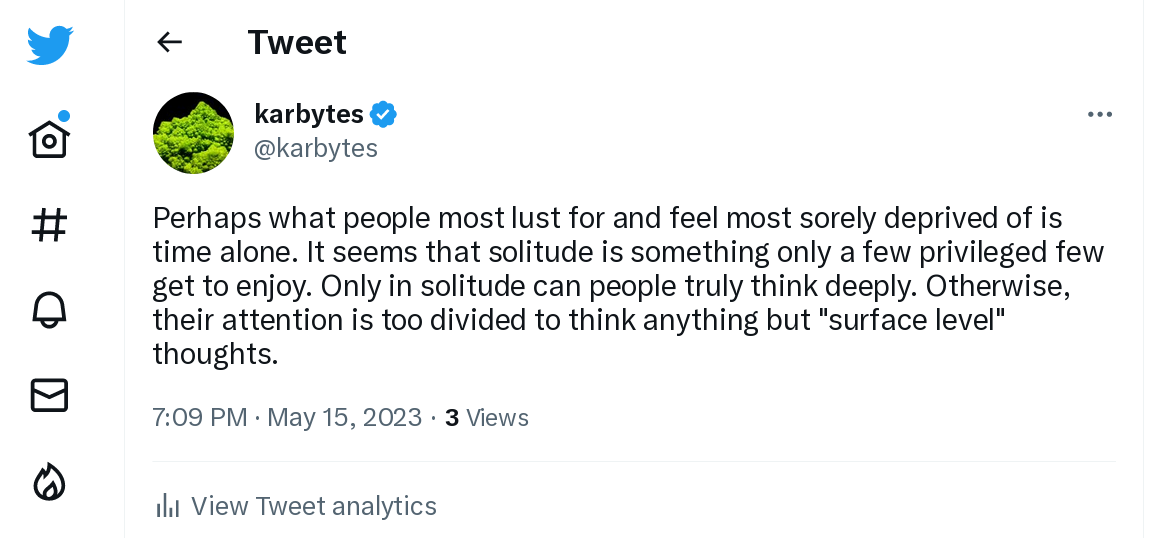 Tweet
karbytes
@karbytes
Perhaps what people most lust for and feel most sorely deprived of is
time alone. It seems that solitude is something only a few privileged few
get to enjoy. Only in solitude can people truly think deeply. Otherwise,
their attention is too divided to think anything but "surface level"
thoughts.
7:09 PM · May 15, 2023 · 3 Views
View Tweet analytics